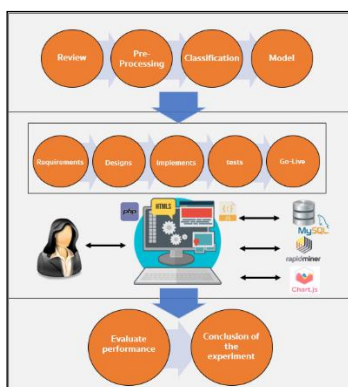 Review
Pre-
Processing
Classification
Model
Requirements
Designs
Implements
tests
Go-Live
php
HTML5
JS
MySQL
rapidminer
Chart.js
Evaluate
performance
Conclusion of
the
experiment